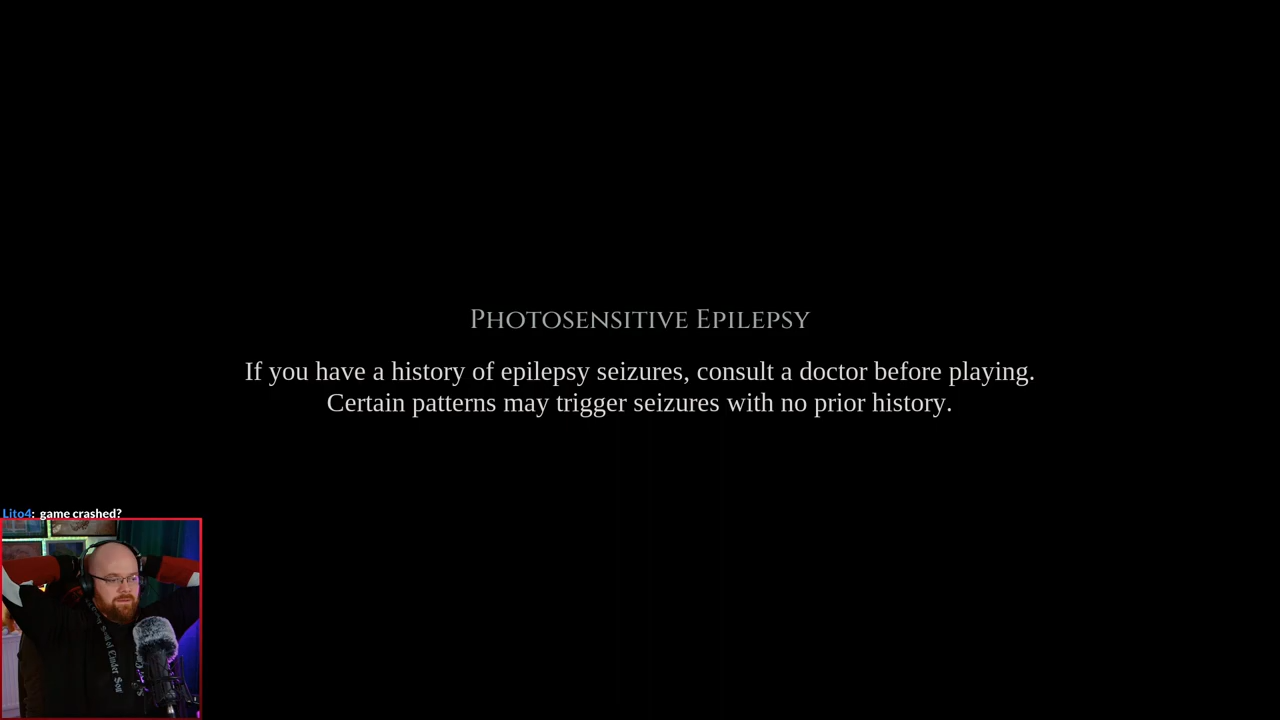 Photosensitive Epilepsy
If you have a history of epilepsy seizures, consult a doctor before playing.
Certain patterns may trigger seizures with no prior history.
Lito4: game crashed?